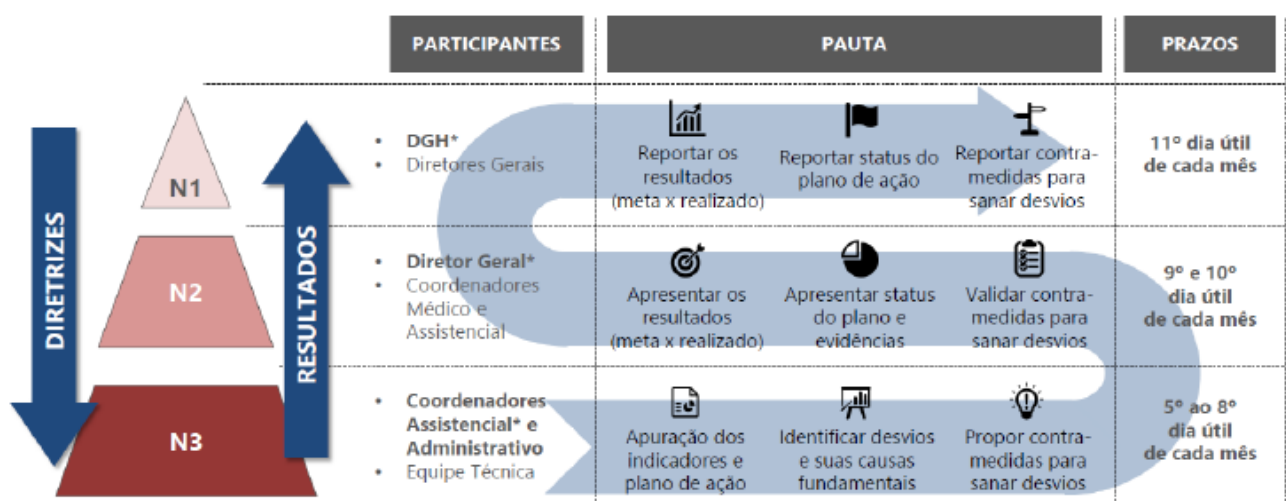 PARTICIPANTES
PAUTA
PRAZOS
DIRETRIZES
RESULTADOS
N1
• DGH*
• Diretores Gerais
Reportar os
resultados
(meta x realizado)
Reportar status do
plano de ação
Reportar contra-
medidas para
sanar desvios
11º dia útil
de cada mês
N2
• Diretor Geral*
• Coordenadores
Médico e
Assistencial
Apresentar os
resultados
(meta x realizado)
Apresentar status
do plano e
evidências
Validar contra-
medidas para
sanar desvios
9º e 10º
dia útil
de cada mês
N3
• Coordenadores
Assistencial* e
Administrativo
• Equipe Técnica
Apuração dos
indicadores e
plano de ação
Identificar desvios
e suas causas
fundamentais
Propor contra-
medidas para
sanar desvios
5º ao 8º
dia útil
de cada mês